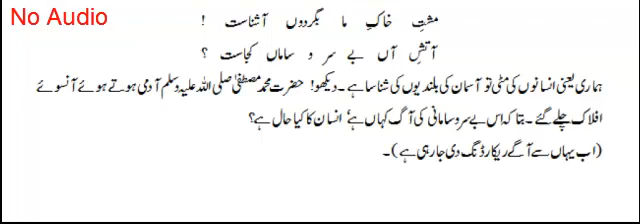 No Audio
مشتِ خاکِ ما بگردوں آشناست !
آتشِ آں بے سر و ساماں کجاست ؟
ہماری یعنی انسانوں کی مٹی تو آسمان کی بلندیوں کی شناسا ہے۔ دیکھو! حضرت محمد مصطفیٰ صلی اللہ علیہ وسلم آدمی ہوتے ہوئے آنسوئے
افلاک چلے گئے۔ بتا کہ اس بے سروسامانی کی آگ کہاں ہے؟ انسان کا کیا حال ہے؟
(اب یہاں سے آگے ریکارڈنگ دی جا رہی ہے)۔